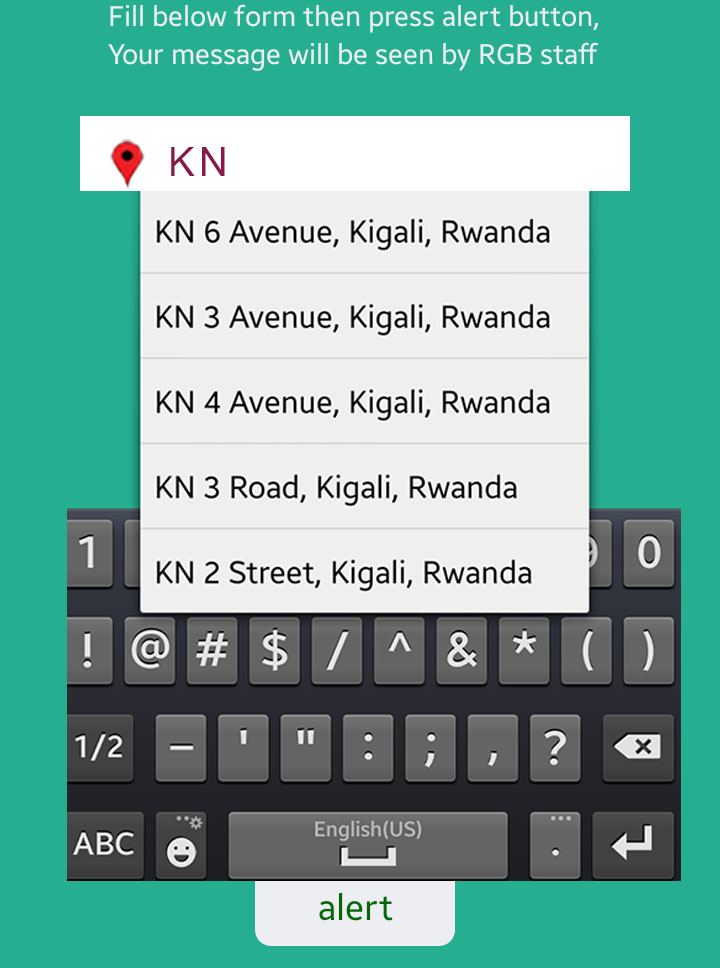 Fill below form then press alert button,
Your message will be seen by RGB staff
KN
KN 6 Avenue, Kigali, Rwanda
KN 3 Avenue, Kigali, Rwanda
KN 4 Avenue, Kigali, Rwanda
KN 3 Road, Kigali, Rwanda
KN 2 Street, Kigali, Rwanda
1 0
! @ # $ / ^ & * ( )
1/2 – ' " : ; , ?
ABC English(US) .
alert